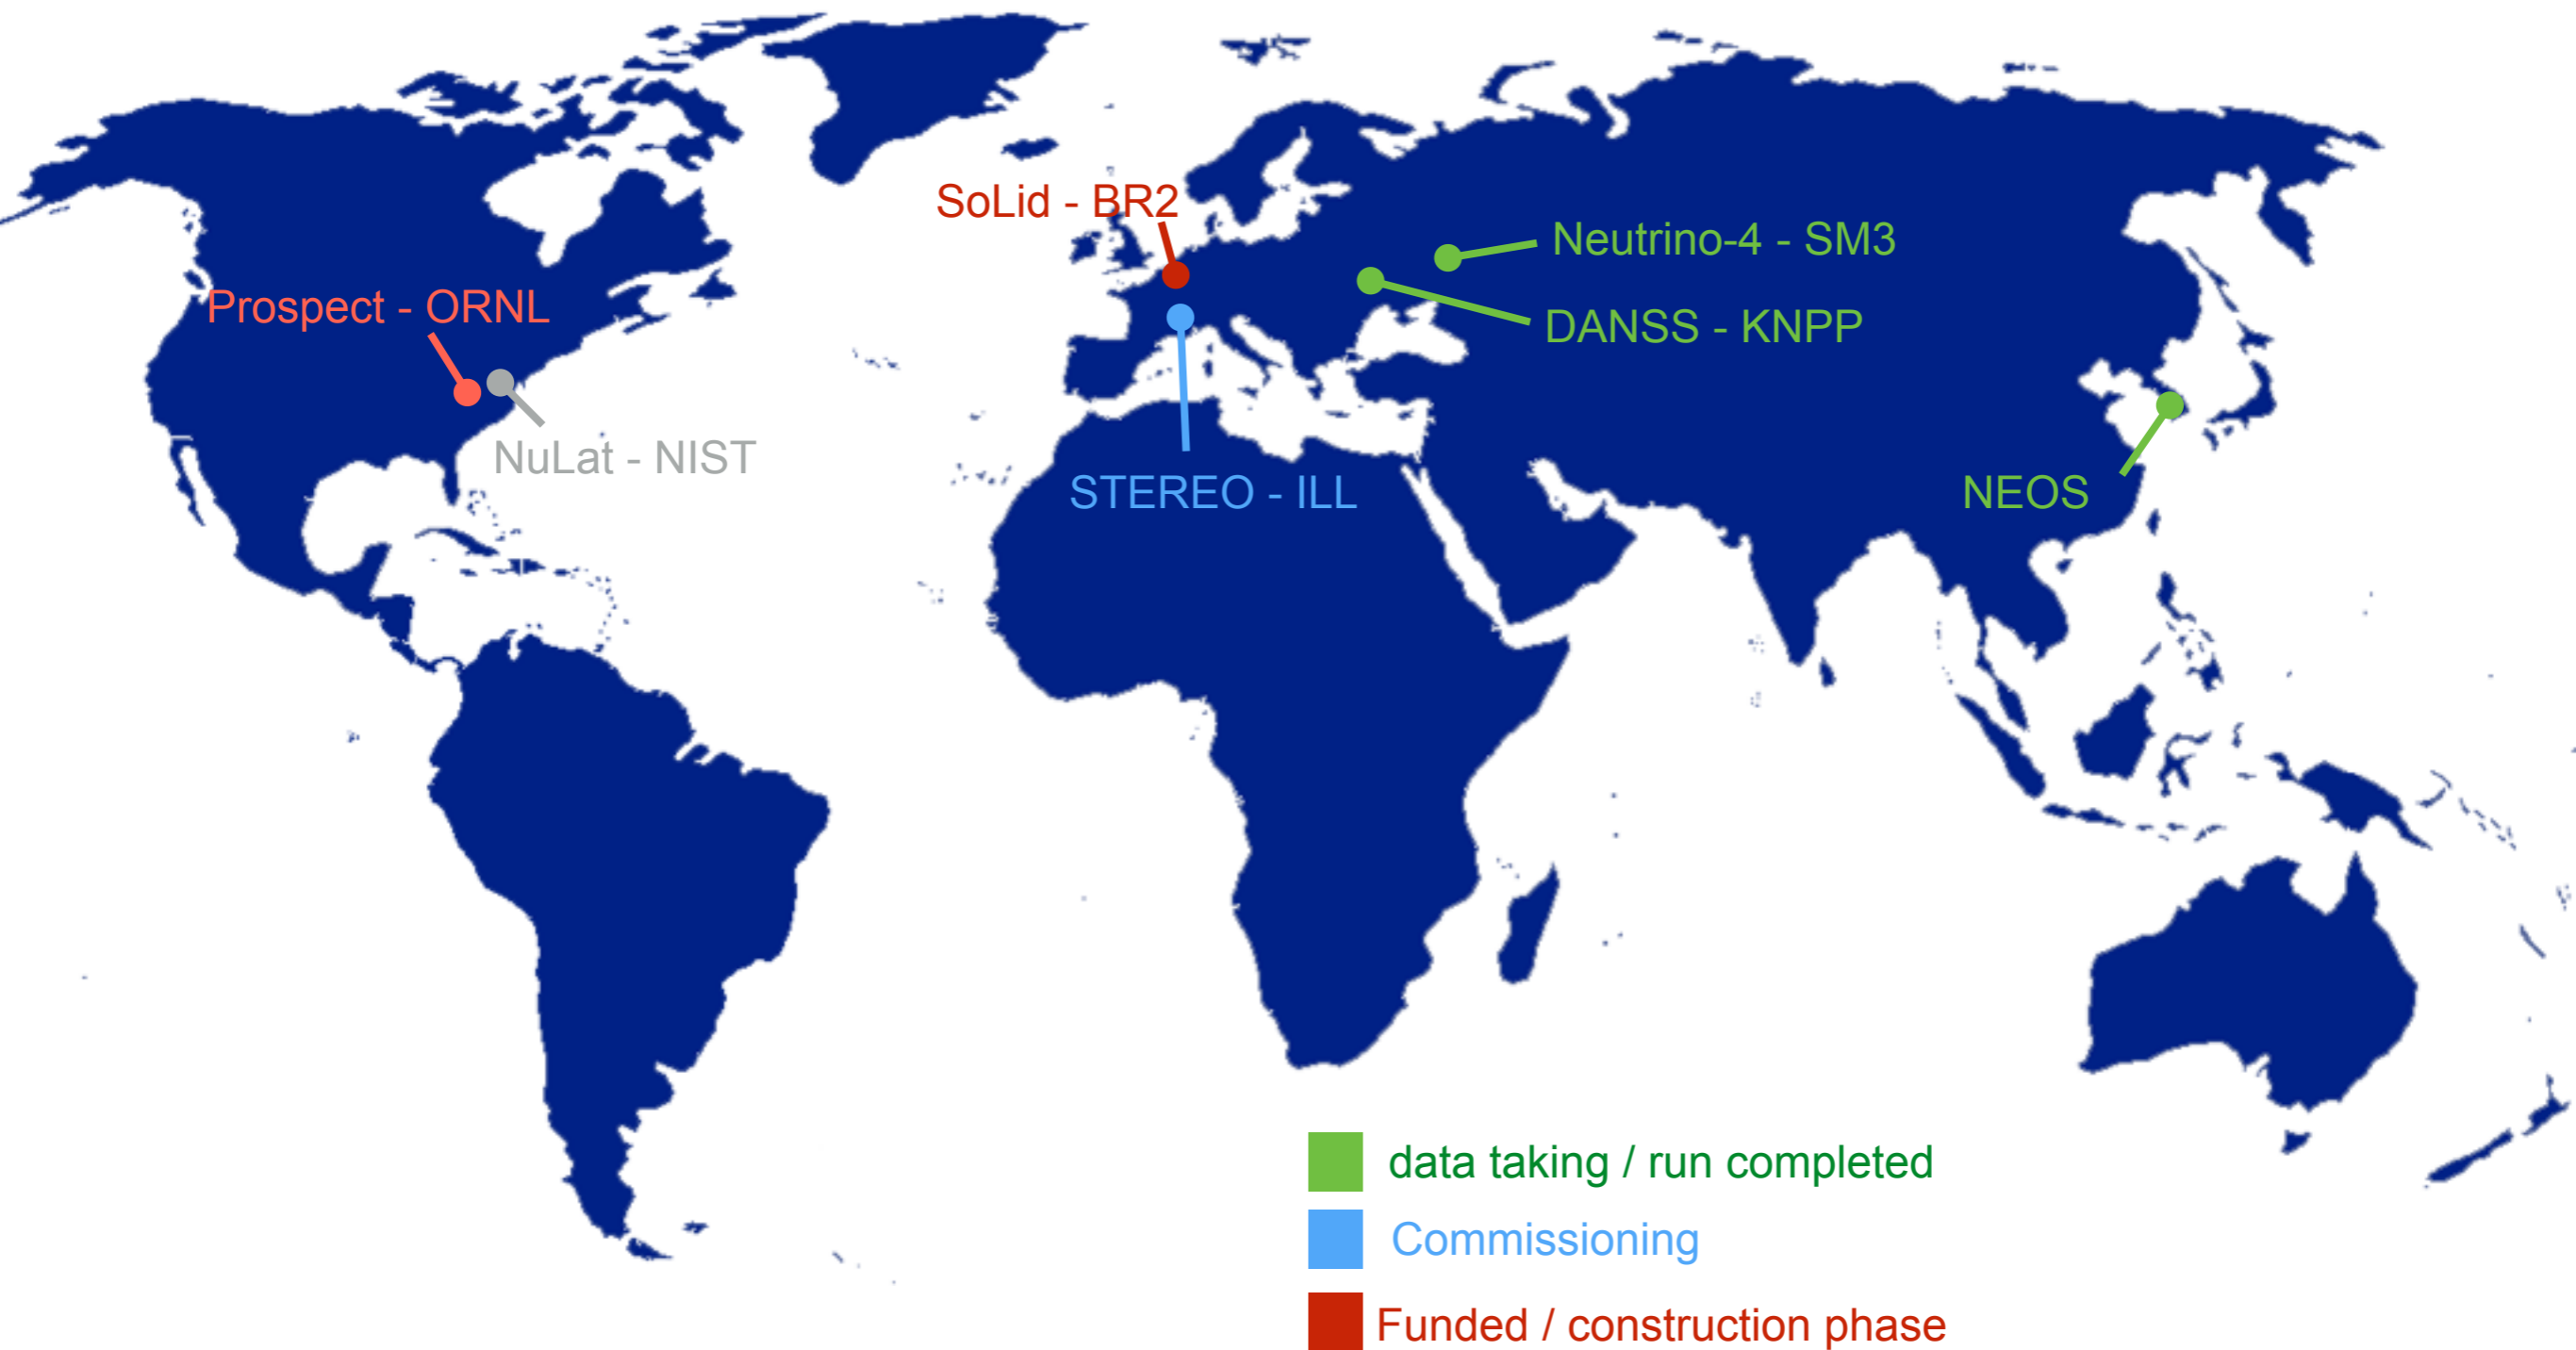 SoLid - BR2
Neutrino-4 - SM3
Prospect - ORNL
DANSS - KNPP
NuLat - NIST
STEREO - ILL
NEOS
data taking / run completed
Commissioning
Funded / construction phase